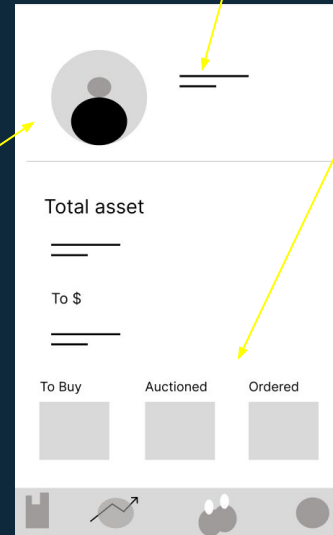 Total asset
To $
To Buy Auctioned Ordered